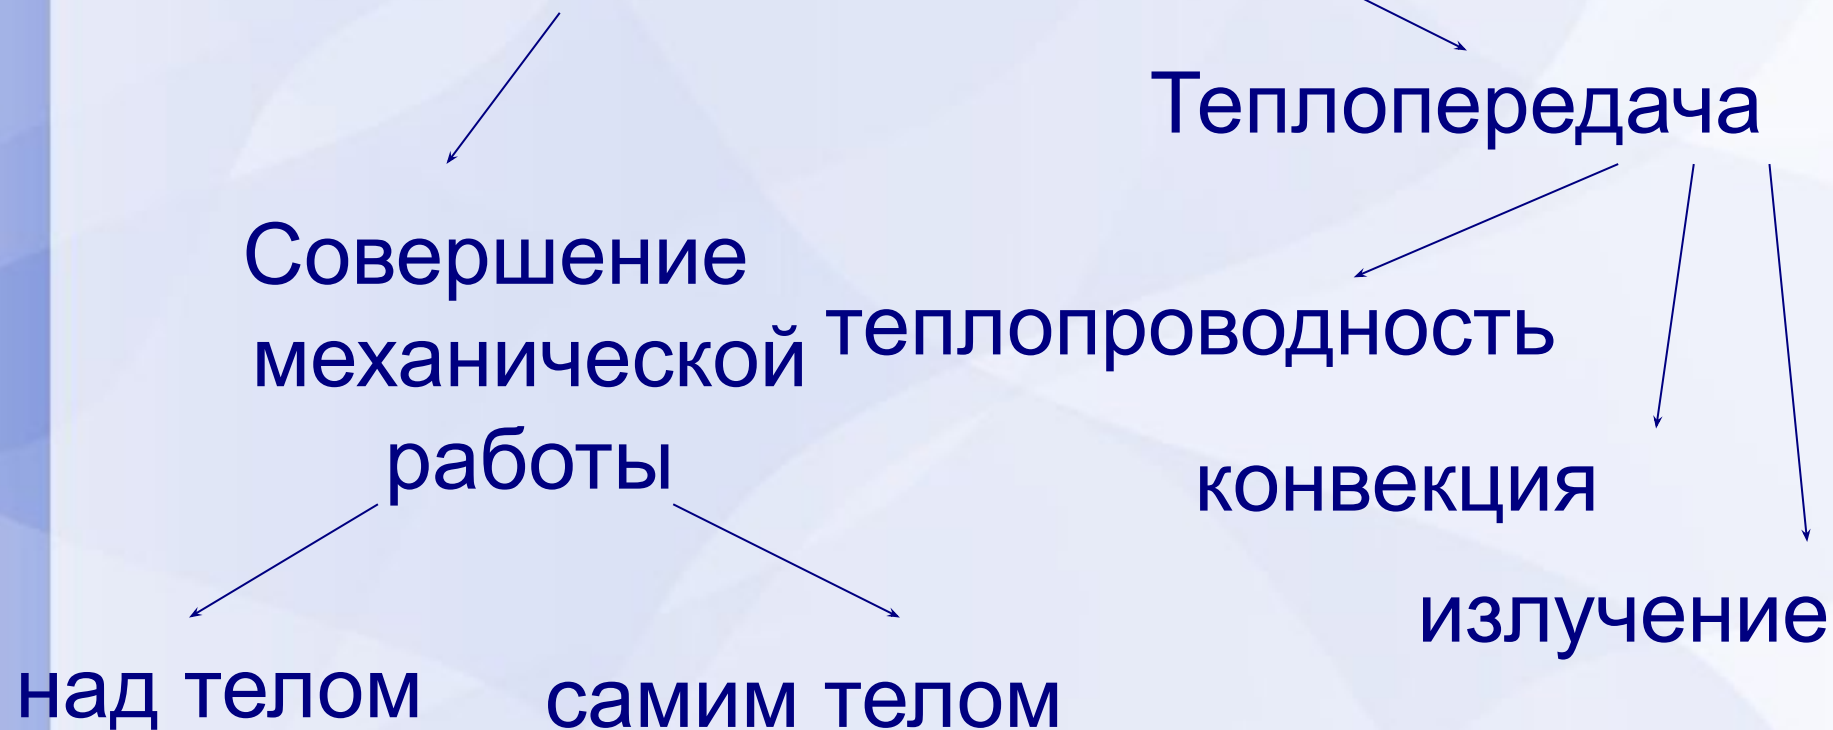 Теплопередача
Совершение
механической
работы
теплопроводность
конвекция
излучение
над телом
самим телом